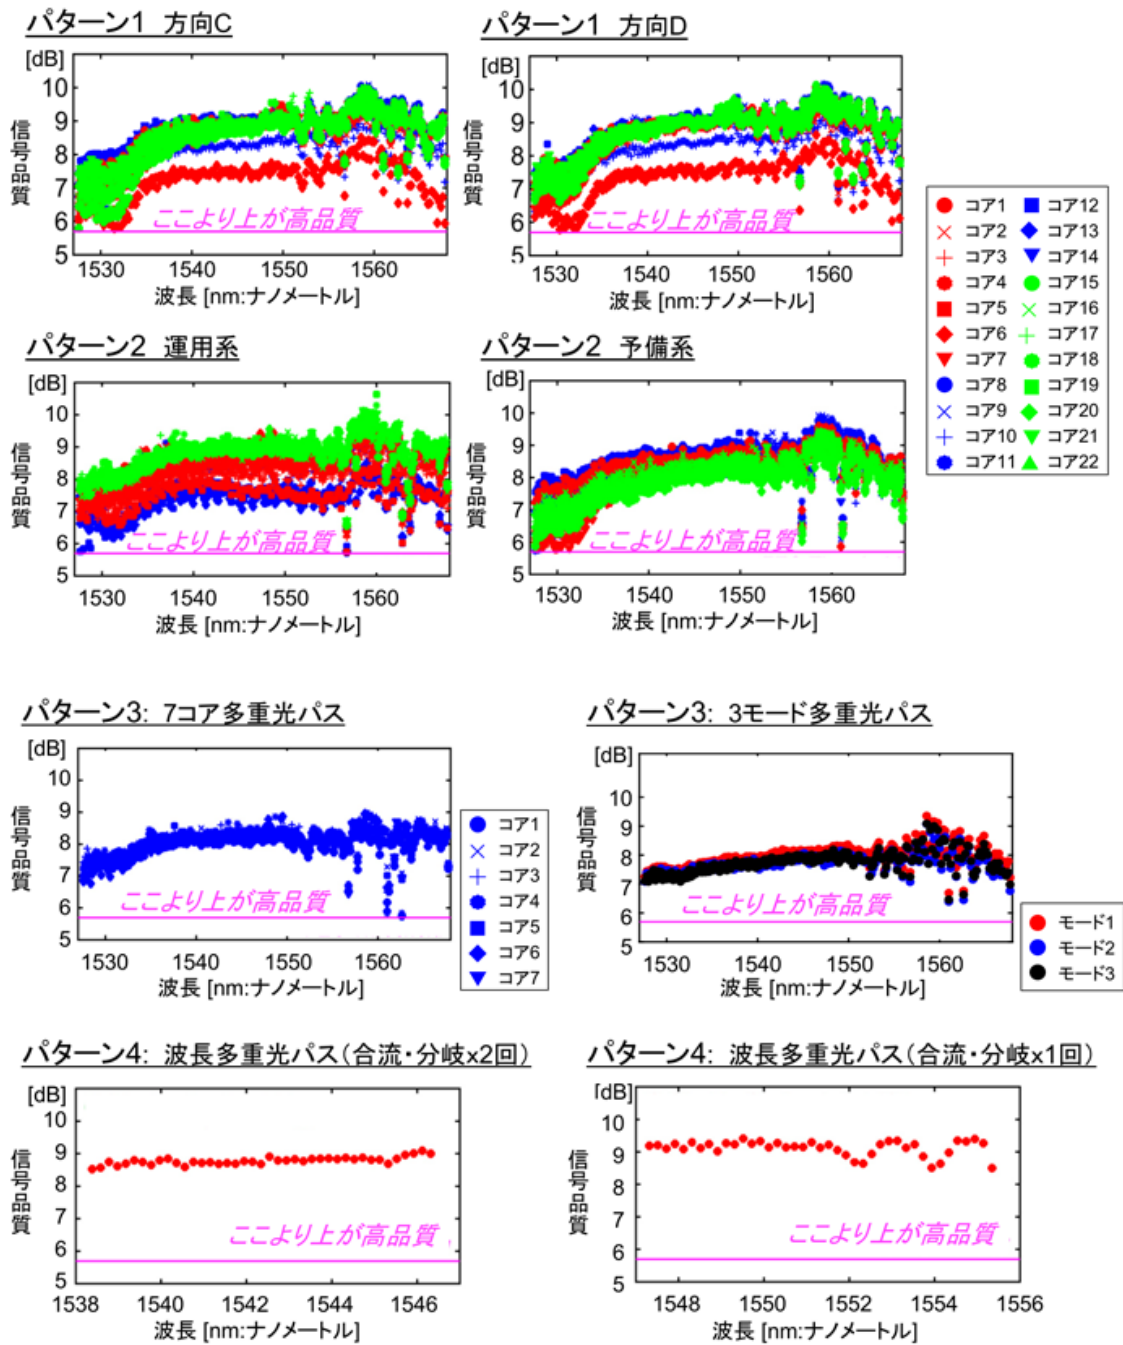 パターン1 方向C
[dB]
10
9
8
7
6
5
信号品質
ここより上が高品質
1530 1540 1550 1560
波長 [nm:ナノメートル]
パターン1 方向D
[dB]
10
9
8
7
6
5
信号品質
ここより上が高品質
1530 1540 1550 1560
波長 [nm:ナノメートル]
コア1 コア12
コア2 コア13
コア3 コア14
コア4 コア15
コア5 コア16
コア6 コア17
コア7 コア18
コア8 コア19
コア9 コア20
コア10 コア21
コア11 コア22
パターン2 運用系
[dB]
10
9
8
7
6
5
信号品質
ここより上が高品質
1530 1540 1550 1560
波長 [nm:ナノメートル]
パターン2 予備系
[dB]
10
9
8
7
6
5
信号品質
ここより上が高品質
1530 1540 1550 1560
波長 [nm:ナノメートル]
パターン3: 7コア多重光パス
[dB]
10
9
8
7
6
5
信号品質
ここより上が高品質
1530 1540 1550 1560
波長 [nm:ナノメートル]
コア1
コア2
コア3
コア4
コア5
コア6
コア7
パターン3: 3モード多重光パス
[dB]
10
9
8
7
6
5
信号品質
ここより上が高品質
1530 1540 1550 1560
波長 [nm:ナノメートル]
モード1
モード2
モード3
パターン4: 波長多重光パス(合流・分岐x2回)
[dB]
10
9
8
7
6
5
信号品質
ここより上が高品質
1538 1540 1542 1544 1546
波長 [nm:ナノメートル]
パターン4: 波長多重光パス(合流・分岐x1回)
[dB]
10
9
8
7
6
5
信号品質
ここより上が高品質
1548 1550 1552 1554 1556
波長 [nm:ナノメートル]